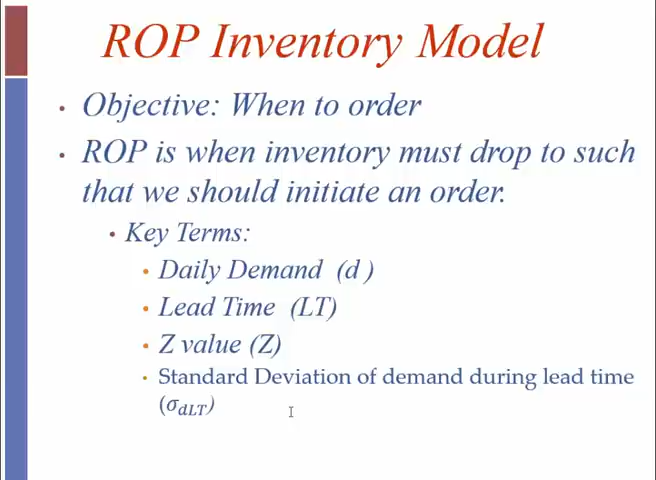 ROP Inventory Model
• Objective: When to order
• ROP is when inventory must drop to such
that we should initiate an order.
• Key Terms:
• Daily Demand (d )
• Lead Time (LT)
• Z value (Z)
• Standard Deviation of demand during lead time
(σdLT)